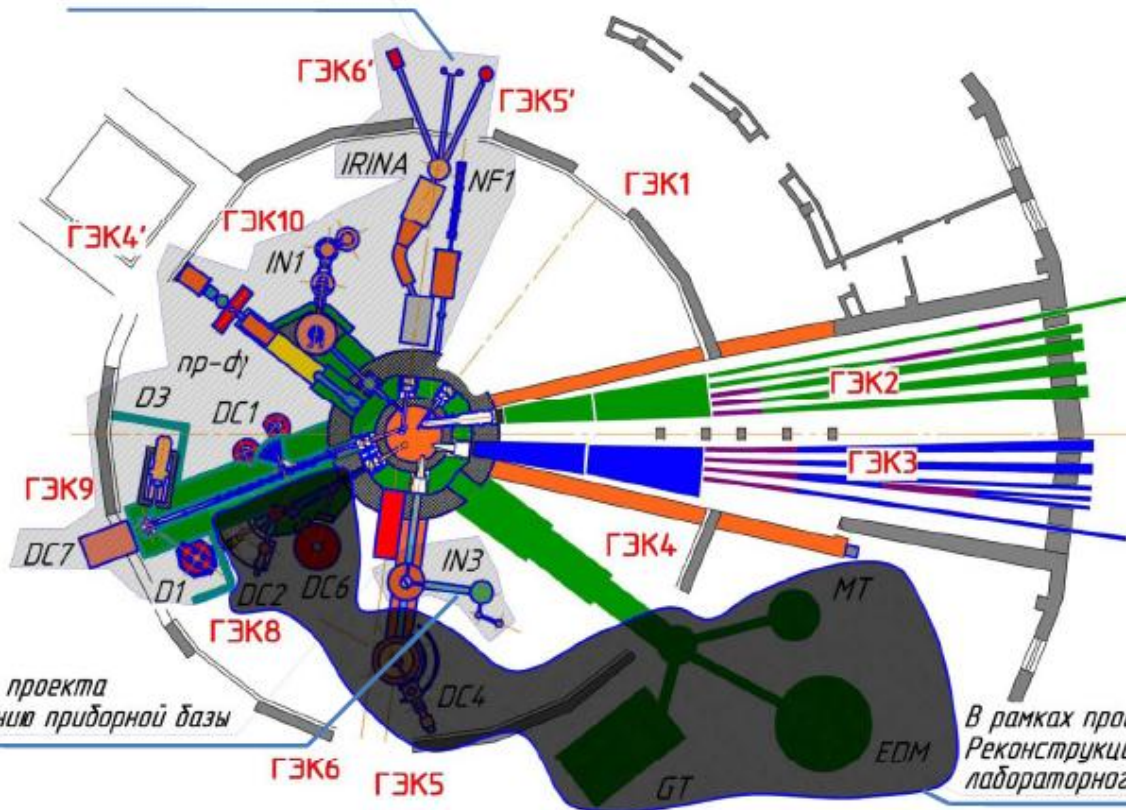 ГЭК6'
ГЭК5'
IRINA
NF1
ГЭК1
ГЭК10
ГЭК4'
IN1
пр-dγ
D3
DC1
ГЭК2
ГЭК3
ГЭК9
DC7
D1
DC2
DC6
IN3
ГЭК4
ГЭК8
MT
DC4
проекта
нию приборной базы
EDM
В рамках про
Реконструкци
лабораторног
ГЭК6
ГЭК5
GT